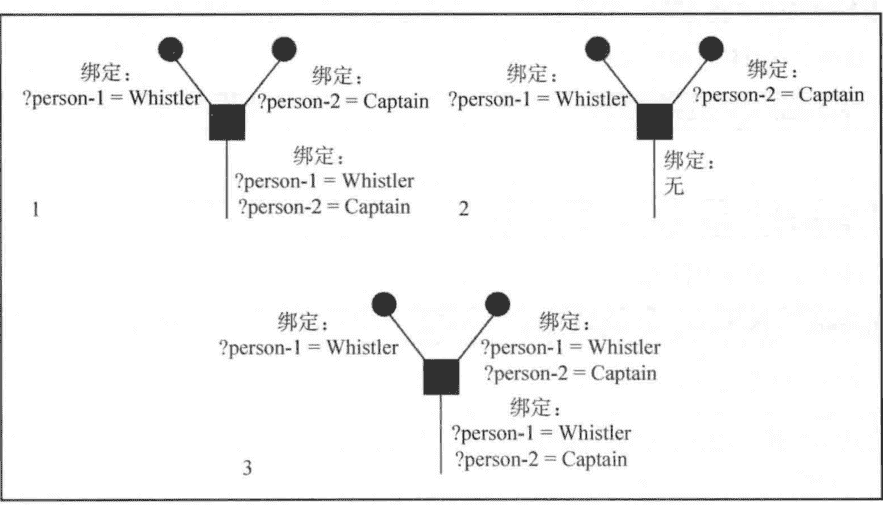 绑定：
?person-1 = Whistler
绑定：
?person-2 = Captain
绑定：
?person-1 = Whistler
?person-2 = Captain
1
绑定：
?person-1 = Whistler
绑定：
?person-2 = Captain
绑定：
无
2
绑定：
?person-1 = Whistler
绑定：
?person-1 = Whistler
?person-2 = Captain
绑定：
?person-1 = Whistler
?person-2 = Captain
3